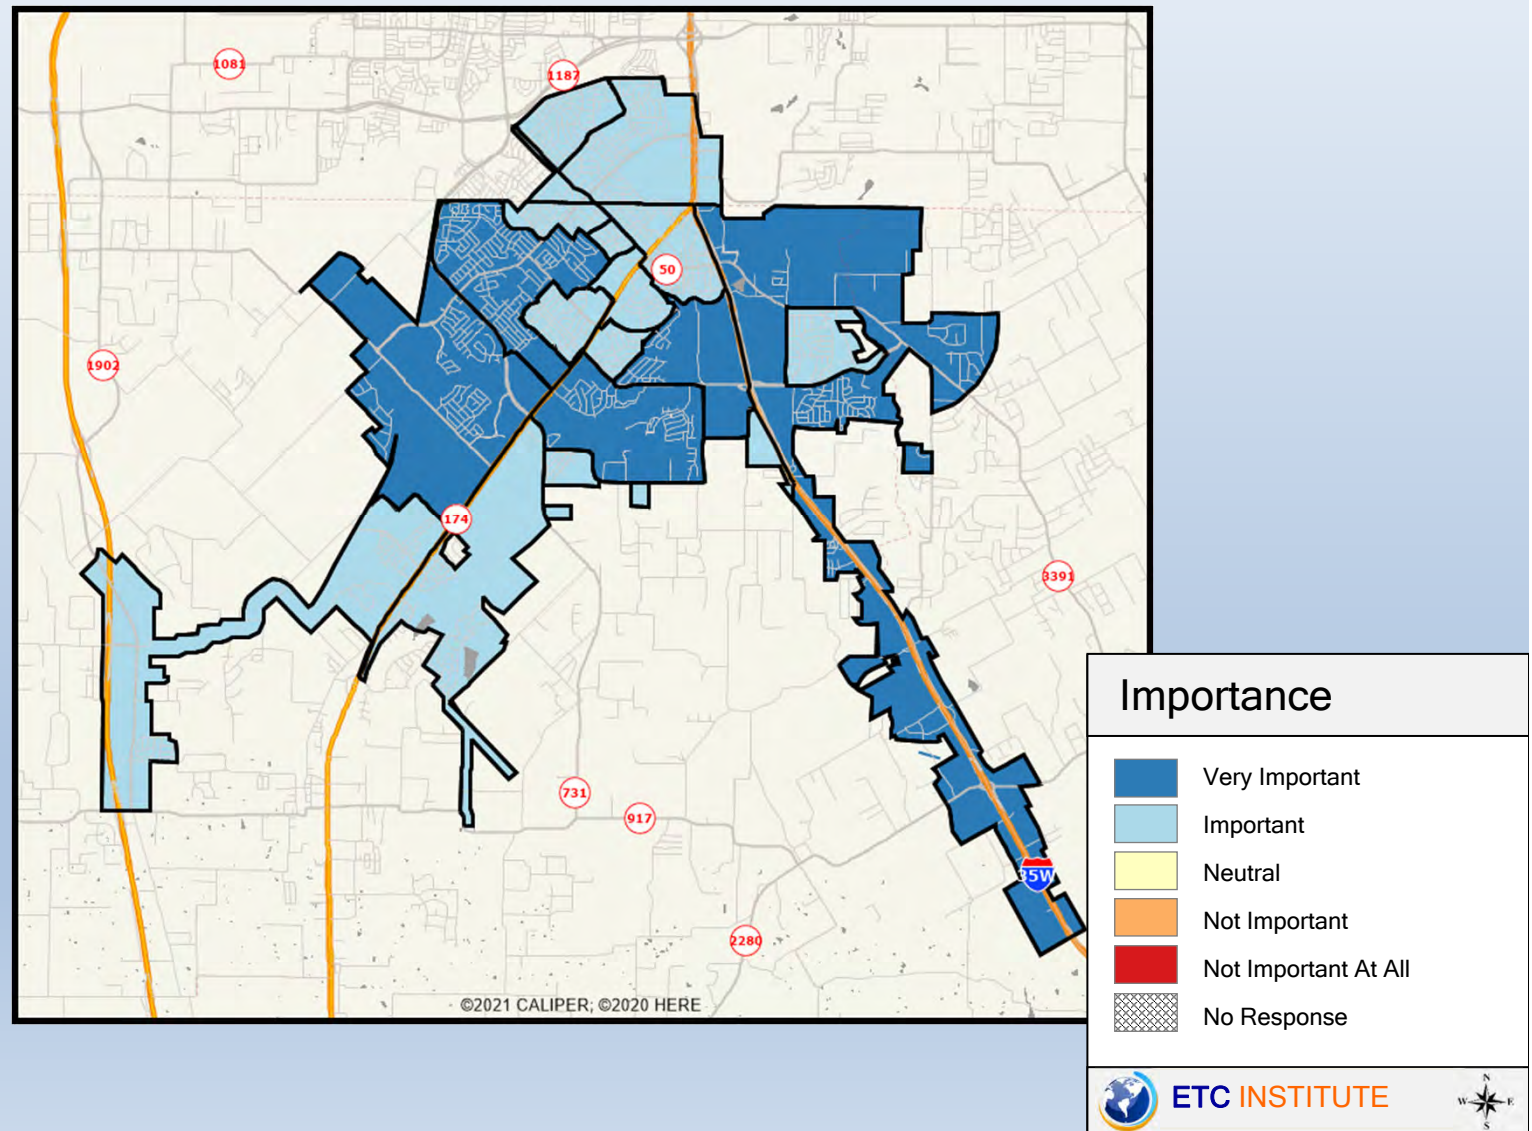 1081
1187
50
1902
174
3391
731
917
35W
2280
©2021 CALIPER; ©2020 HERE
Importance
Very Important
Important
Neutral
Not Important
Not Important At All
No Response
ETC INSTITUTE
N
W E
S